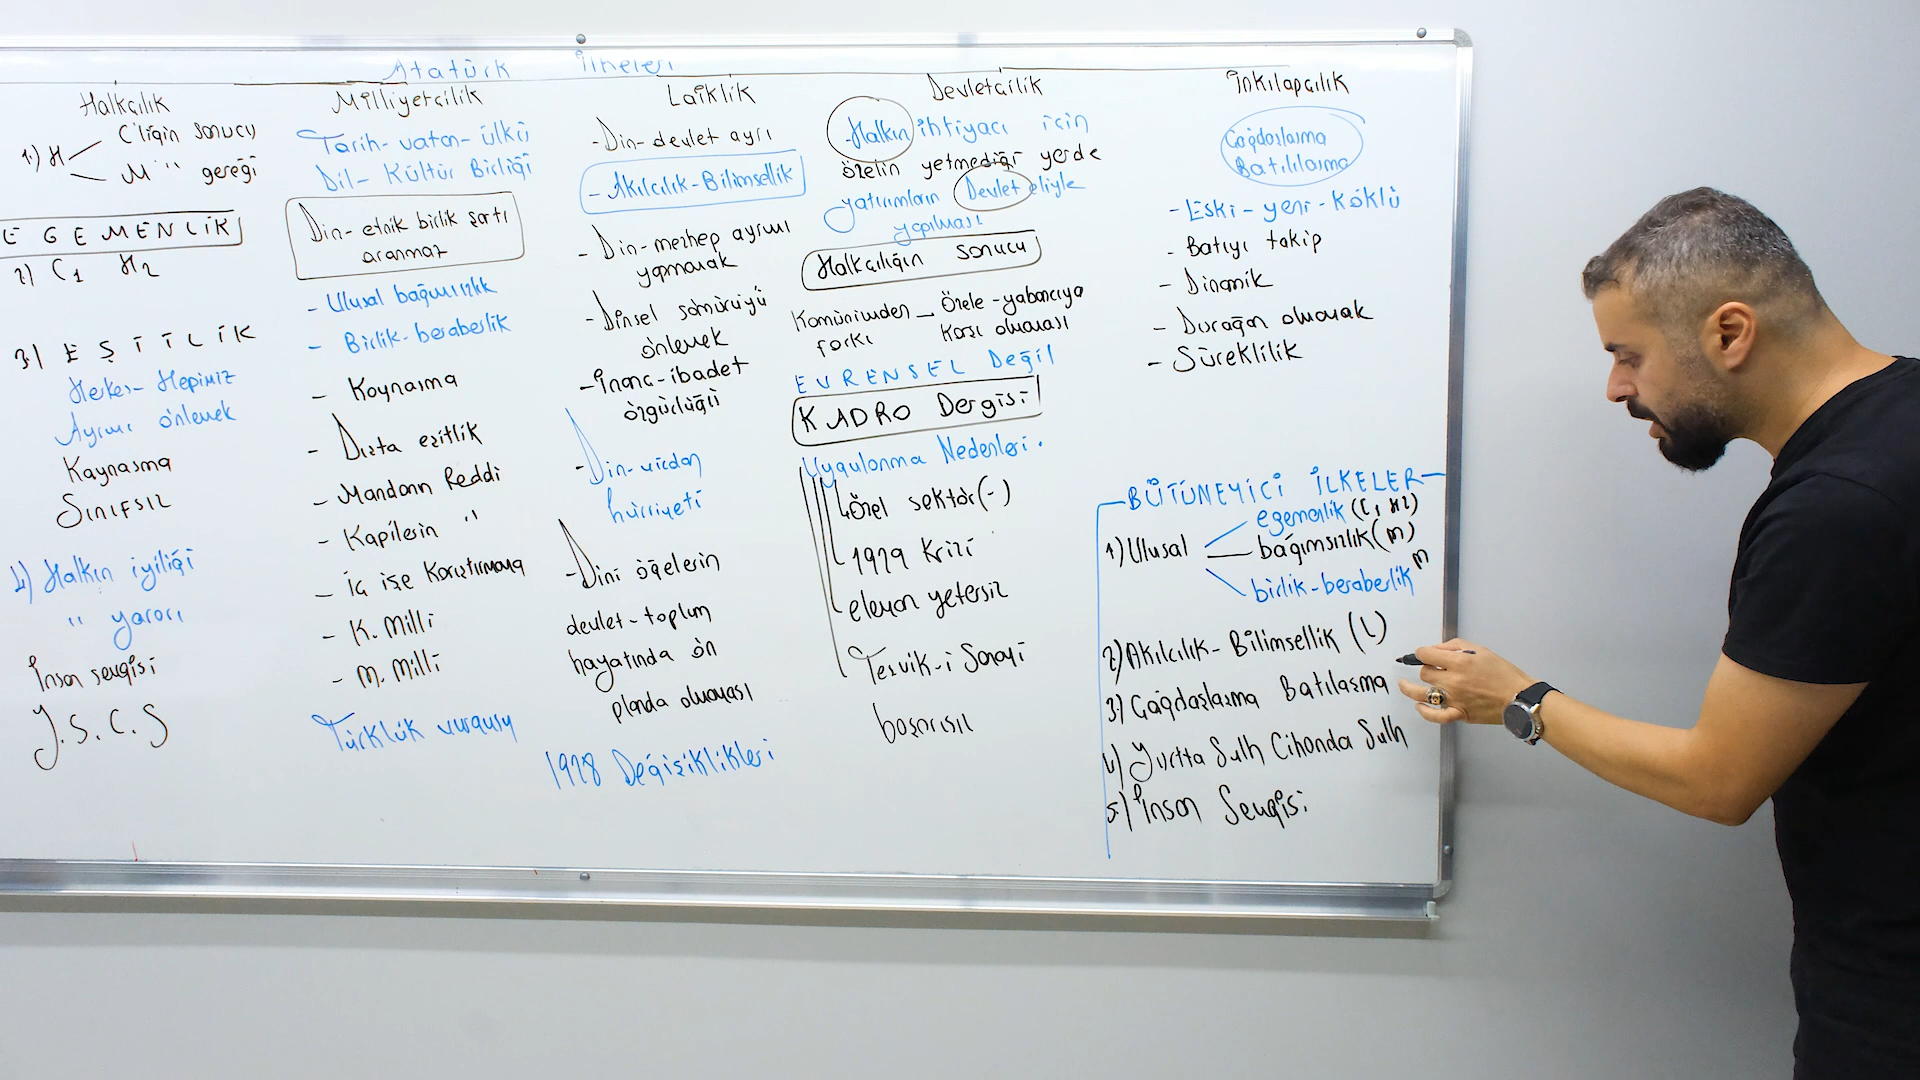 Atatürk İlkeleri
Halkçılık
1) H C'liğin sonucu
M " gereği
EGEMENLİK
2) C1 H2
3) EŞİTLİK
Herkes- Hepimiz
Ayrımı önlemek
Kaynaşma
Sınıfsız
4) Halkın iyiliği
" yararı
İnsan sevgisi
Y.S.C.S
Milliyetçilik
Tarih- vatan- ülkü
Dil- Kültür Birliği
Din- etnik birlik şartı
aranmaz
- Ulusal bağımsızlık
- Birlik- beraberlik
- Kaynaşma
- Dışta eşitlik
- Mandanın Reddi
- Kapilerin "
- İç işe karıştırmama
- K. Milli
- M. Milli
Türklük vurgusu
Laiklik
- Din- devlet ayrı
- Akılcılık- Bilimsellik
- Din- mezhep ayrımı
yapmamak
- Dinsel sömürüyü
önlemek
- İnanç- ibadet
özgürlüğü
- Din- vicdan
hürriyeti
- Dini öğelerin
devlet- toplum
hayatında ön
planda olmaması
1928 Değişiklikleri
Devletçilik
- Halkın ihtiyacı için
özelin yetmediği yerde
yatırımların Devlet eliyle
yapılması
Halkçılığın sonucu
Komünizmden farkı
Özele- yabancıya
karşı olmaması
EVRENSEL Değil
KADRO Dergisi
Uygulanma Nedenleri.
Özel sektör (-)
1929 Krizi
eleman yetersiz
Teşvik-i Sanayi
başarısız
İnkılapçılık
Çağdaşlaşma
Batılılaşma
- Eski- yeni- Köklü
- Batıyı takip
- Dinamik
- Durağan olmamak
- Süreklilik
BÜTÜNLEYİCİ İLKELER
1) Ulusal egemenlik (C, H2)
bağımsızlık (M)
birlik- beraberlik M
2) Akılcılık- Bilimsellik (L)
3) Çağdaşlaşma Batılaşma
4) Yurtta Sulh Cihanda Sulh
5) İnsan Sevgisi